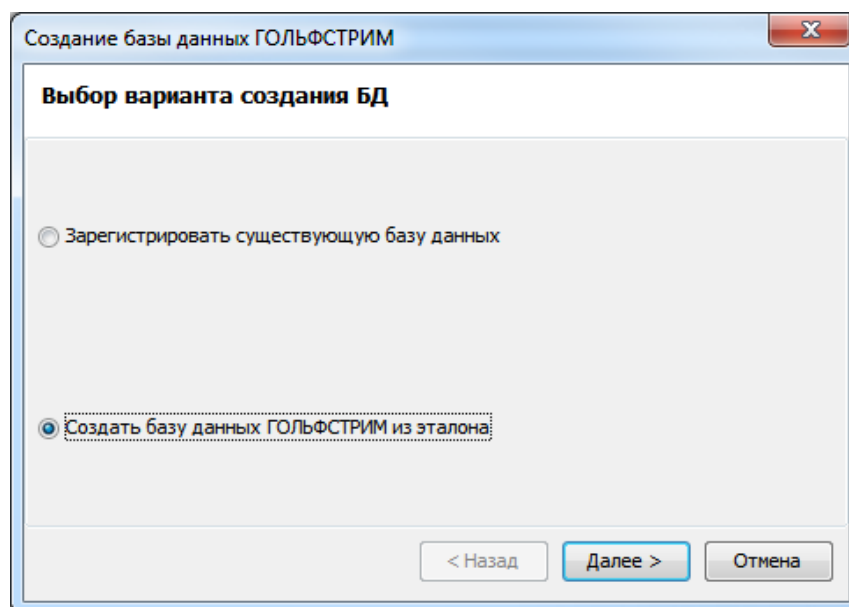 Создание базы данных ГОЛЬФСТРИМ
Выбор варианта создания БД
Зарегистрировать существующую базу данных
Создать базу данных ГОЛЬФСТРИМ из эталона
< Назад
Далее >
Отмена